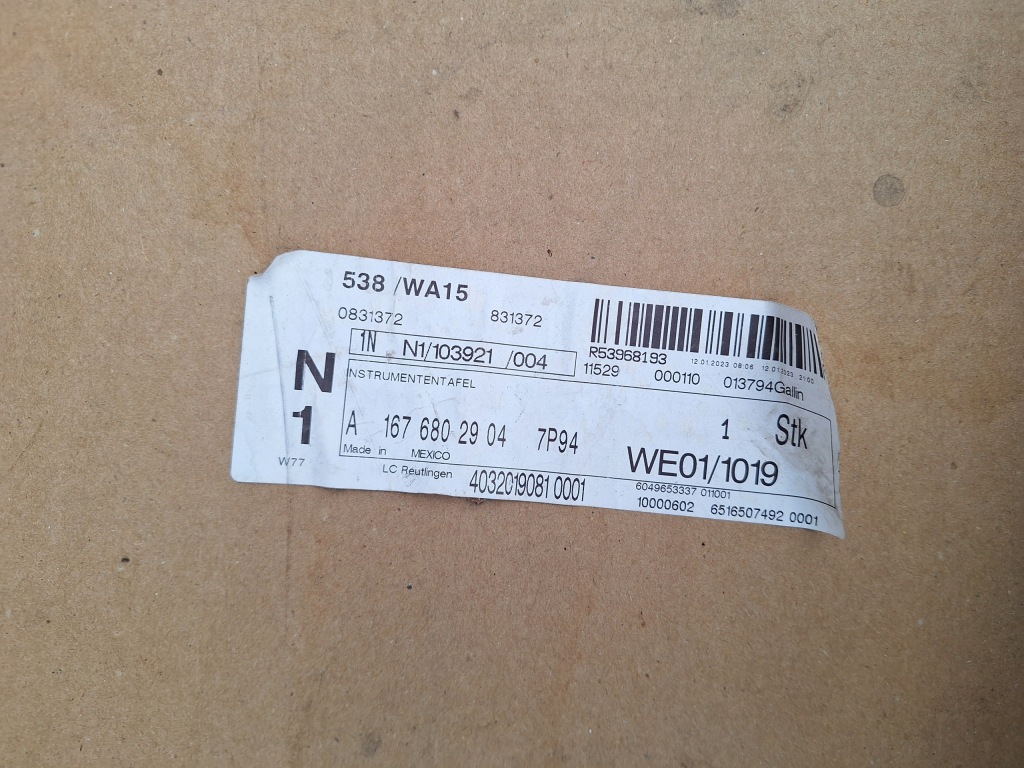 538 /WA15
0831372 831372
1N N1/103921 /004
R53968193 12.01.2023 08:06 12.01.2023 21:00
11529 000110 013794Gallin
N
1
W77
INSTRUMENTENTAFEL
A 167 680 29 04 7P94
1 Stk
Made in MEXICO
WE01/1019
LC Reutlingen 4032019081 0001
6049653337 011001
10000602 6516507492 0001